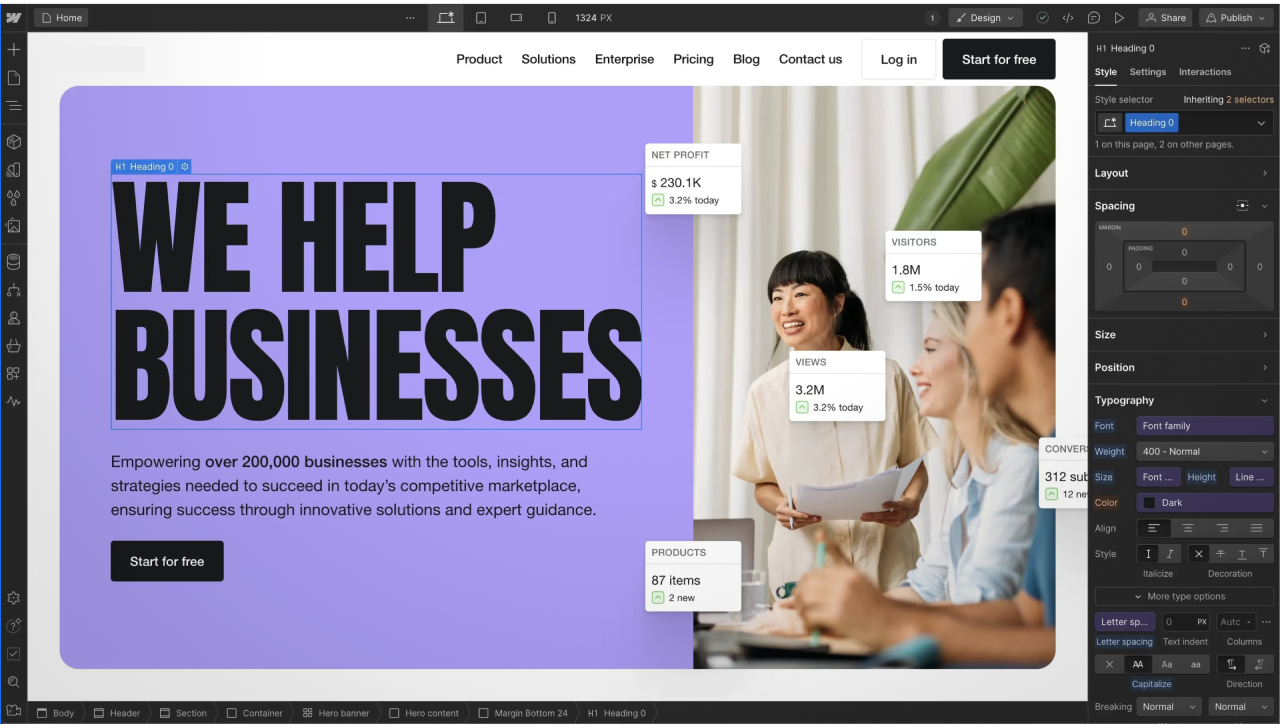 Home
1324 PX
1
Design
Share
Publish
Product Solutions Enterprise Pricing Blog Contact us Log in Start for free
H1 Heading 0
WE HELP
BUSINESSES
Empowering over 200,000 businesses with the tools, insights, and
strategies needed to succeed in today's competitive marketplace,
ensuring success through innovative solutions and expert guidance.
Start for free
NET PROFIT
$ 230.1K
3.2% today
VISITORS
1.8M
1.5% today
VIEWS
3.2M
3.2% today
CONVERS
312 sub
12 ne
PRODUCTS
87 items
2 new
H1 Heading 0
Style Settings Interactions
Style selector Inheriting 2 selectors
Heading 0
1 on this page, 2 on other pages.
Layout
Spacing
MARGIN
0
PADDING
0
0 0 0 0
0
0
Size
Position
Typography
Font Font family
Weight 400 - Normal
Size Font ... Height Line ...
Color Dark
Align
Style
Italicize Decoration
More type options
Letter sp... 0 PX Auto
Letter spacing Text indent Columns
AA Aa aa
Capitalize Direction
Breaking Normal Normal
Body Header Section Container Hero banner Hero content Margin Bottom 24 H1 Heading 0